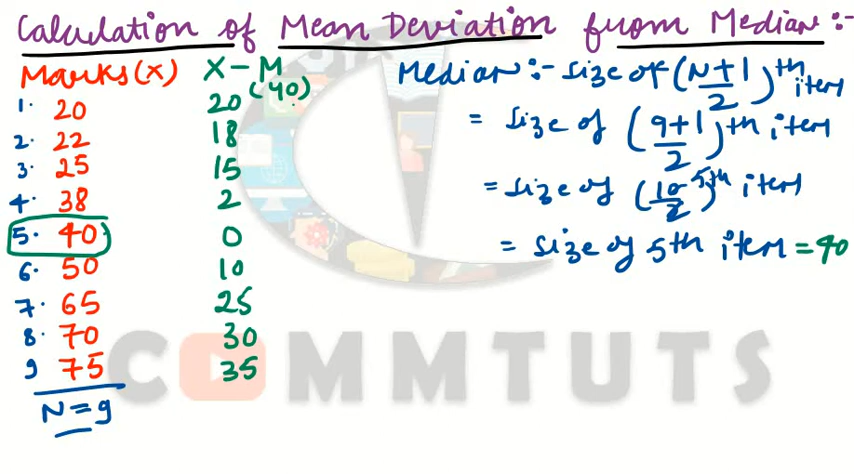 Calculation of Mean Deviation from Median:-
Marks(X) X-M (40)
1. 20 20
2. 22 18
3. 25 15
4. 38 2
5. 40 0
6. 50 10
7. 65 25
8. 70 30
9 75 35
N=9
Median:- Size of (N+1/2)th item
= Size of (9+1/2)th item
= Size of (10/2)5th item
= Size of 5th item = 40
COMMTUTS